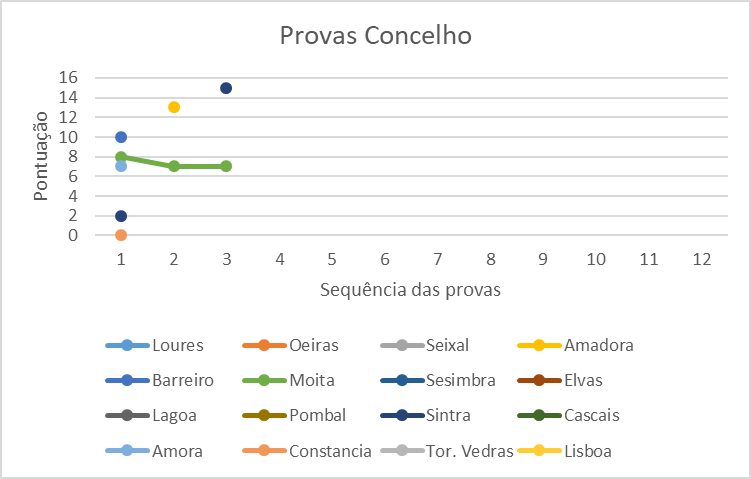 Provas Concelho
16
14
12
10
8
6
4
2
0
Pontuação
1 2 3 4 5 6 7 8 9 10 11 12
Sequência das provas
Loures Oeiras Seixal Amadora
Barreiro Moita Sesimbra Elvas
Lagoa Pombal Sintra Cascais
Amora Constancia Tor. Vedras Lisboa